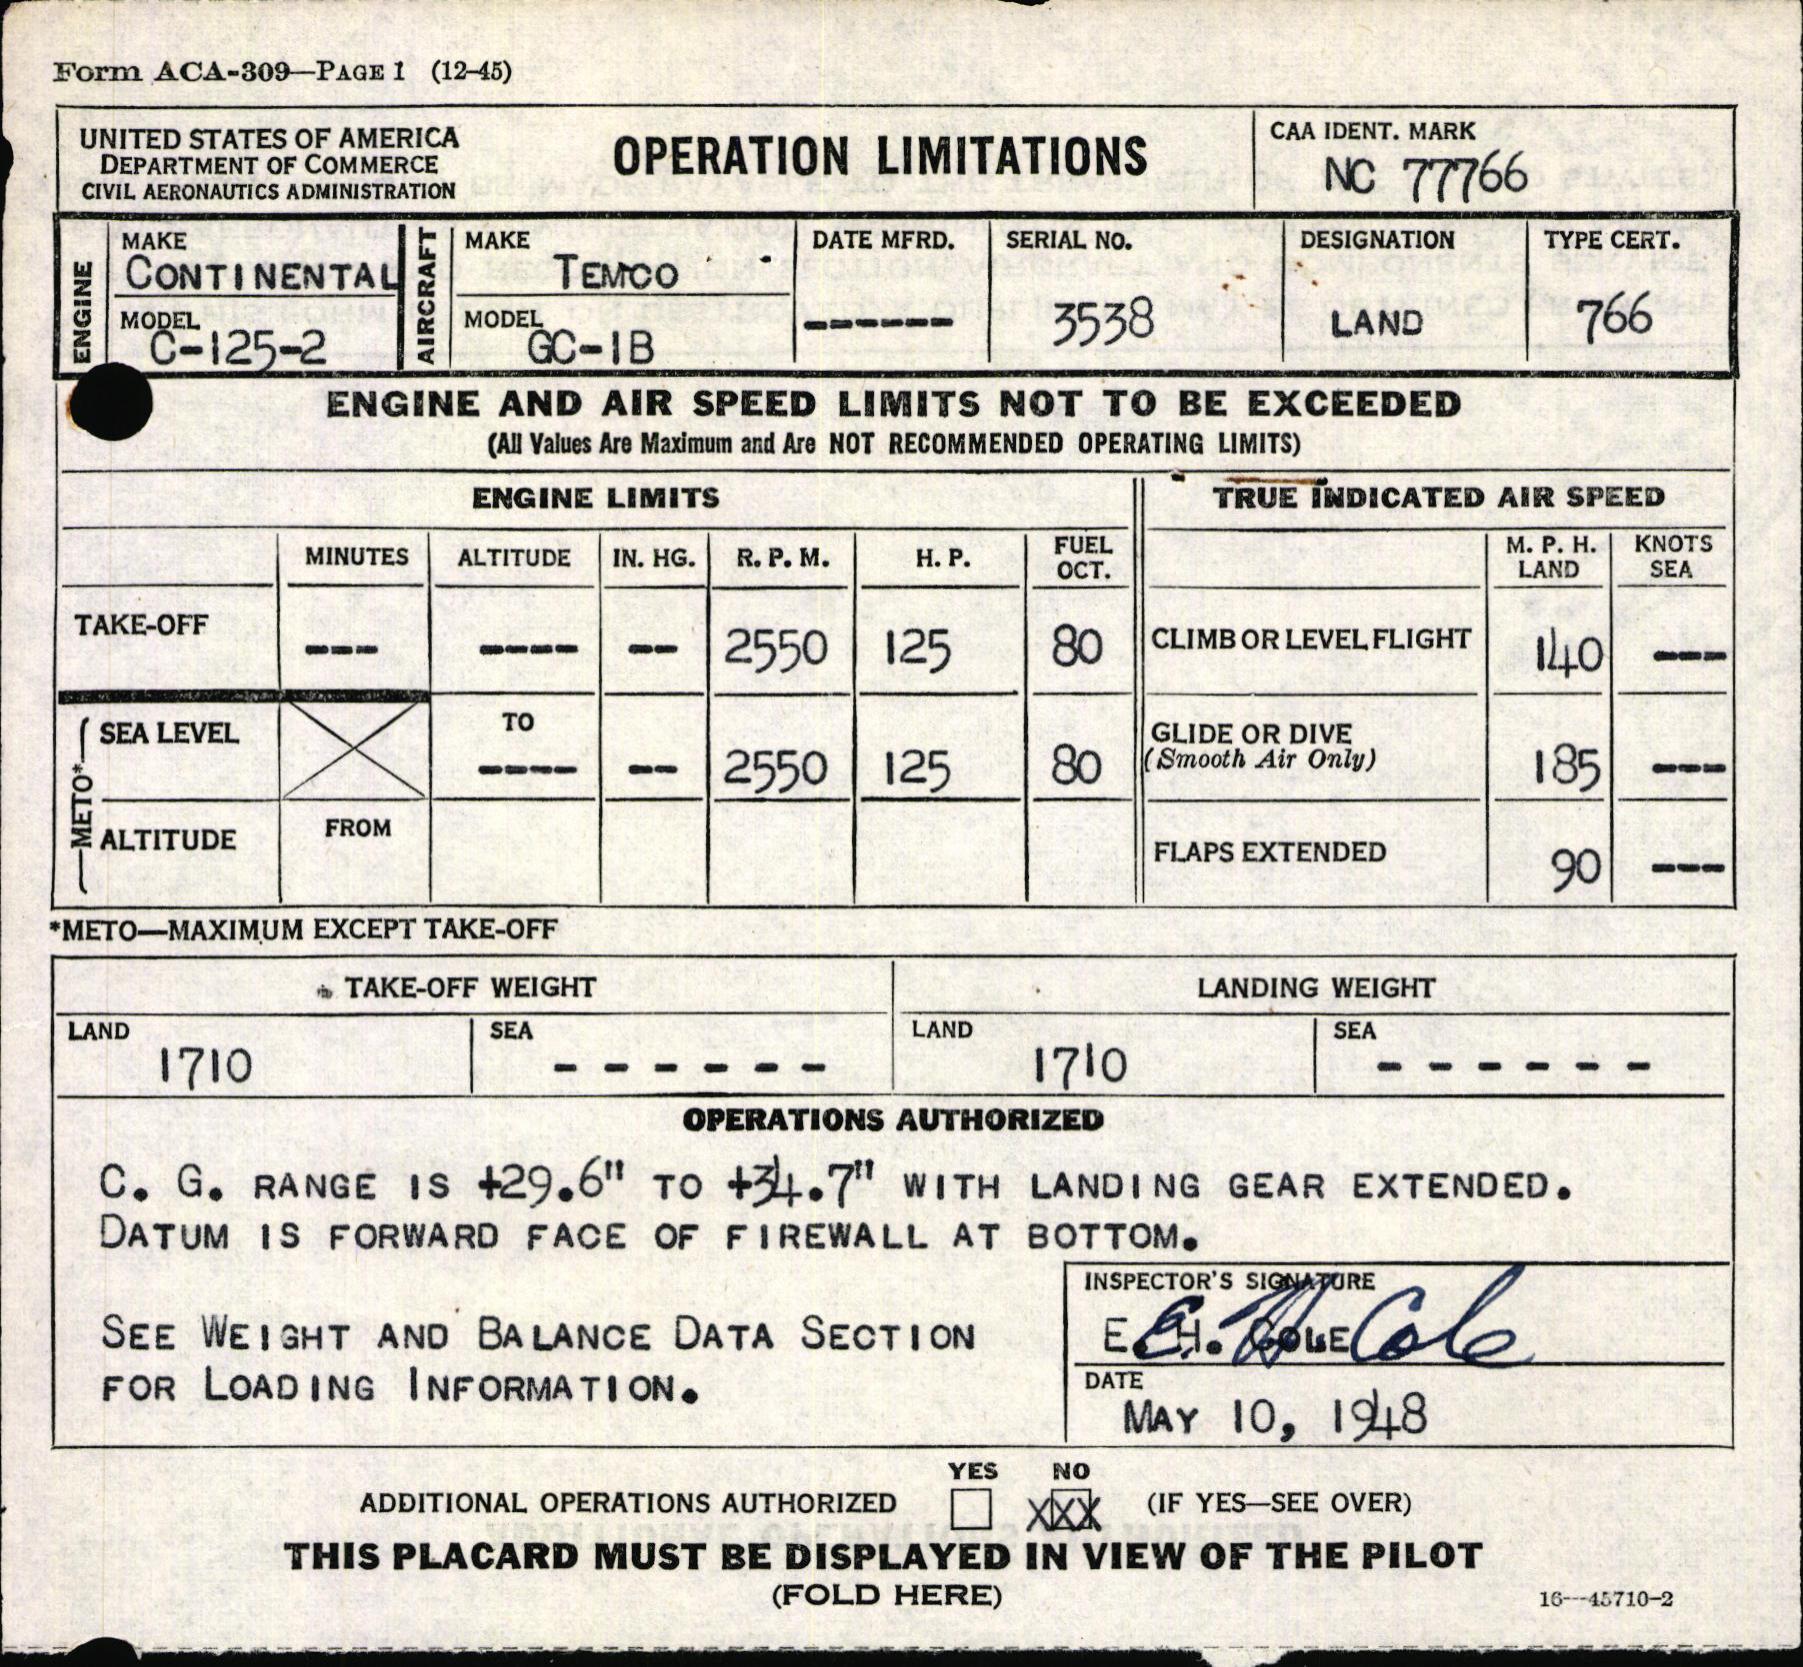 Form ACA-309—PAGE 1 (12-45)
UNITED STATES OF AMERICA
DEPARTMENT OF COMMERCE
CIVIL AERONAUTICS ADMINISTRATION
OPERATION LIMITATIONS
CAA IDENT. MARK
NC 77766
ENGINE
MAKE
CONTINENTAL
MODEL
C-125-2
AIRCRAFT
MAKE
TEMCO
MODEL
GC-1B
DATE MFRD.
------
SERIAL NO.
3538
DESIGNATION
LAND
TYPE CERT.
766
ENGINE AND AIR SPEED LIMITS NOT TO BE EXCEEDED
(All Values Are Maximum and Are NOT RECOMMENDED OPERATING LIMITS)
ENGINE LIMITS
TRUE INDICATED AIR SPEED
MINUTES ALTITUDE IN. HG. R. P. M. H. P. FUEL OCT.
M. P. H. LAND KNOTS SEA
TAKE-OFF --- ---- -- 2550 125 80
CLIMB OR LEVEL FLIGHT 140 ---
METO*
SEA LEVEL TO ---- -- 2550 125 80
GLIDE OR DIVE
(Smooth Air Only) 185 ---
ALTITUDE FROM
FLAPS EXTENDED 90 ---
*METO—MAXIMUM EXCEPT TAKE-OFF
TAKE-OFF WEIGHT
LANDING WEIGHT
LAND 1710
SEA ------
LAND 1710
SEA ------
OPERATIONS AUTHORIZED
C. G. RANGE IS +29.6" TO +34.7" WITH LANDING GEAR EXTENDED.
DATUM IS FORWARD FACE OF FIREWALL AT BOTTOM.
SEE WEIGHT AND BALANCE DATA SECTION
FOR LOADING INFORMATION.
INSPECTOR'S SIGNATURE
E. H. COLE
E H Cole
DATE
MAY 10, 1948
YES NO
ADDITIONAL OPERATIONS AUTHORIZED XXX (IF YES—SEE OVER)
THIS PLACARD MUST BE DISPLAYED IN VIEW OF THE PILOT
(FOLD HERE)
16—45710-2